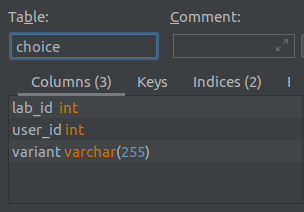 Table: Comment:
choice
Columns (3) Keys Indices (2) F
lab_id int
user_id int
variant varchar(255)